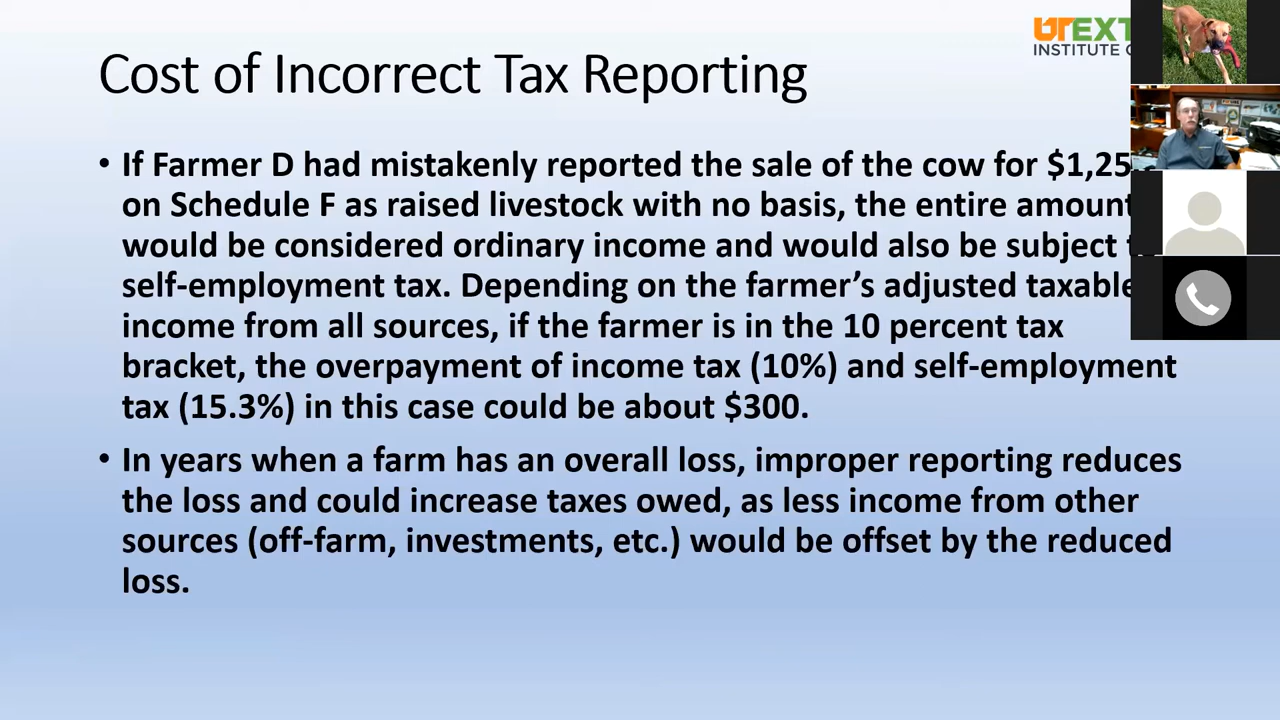 UTEXT
INSTITUTE
Cost of Incorrect Tax Reporting
• If Farmer D had mistakenly reported the sale of the cow for $1,25
on Schedule F as raised livestock with no basis, the entire amount
would be considered ordinary income and would also be subject
self-employment tax. Depending on the farmer’s adjusted taxable
income from all sources, if the farmer is in the 10 percent tax
bracket, the overpayment of income tax (10%) and self-employment
tax (15.3%) in this case could be about $300.
• In years when a farm has an overall loss, improper reporting reduces
the loss and could increase taxes owed, as less income from other
sources (off-farm, investments, etc.) would be offset by the reduced
loss.